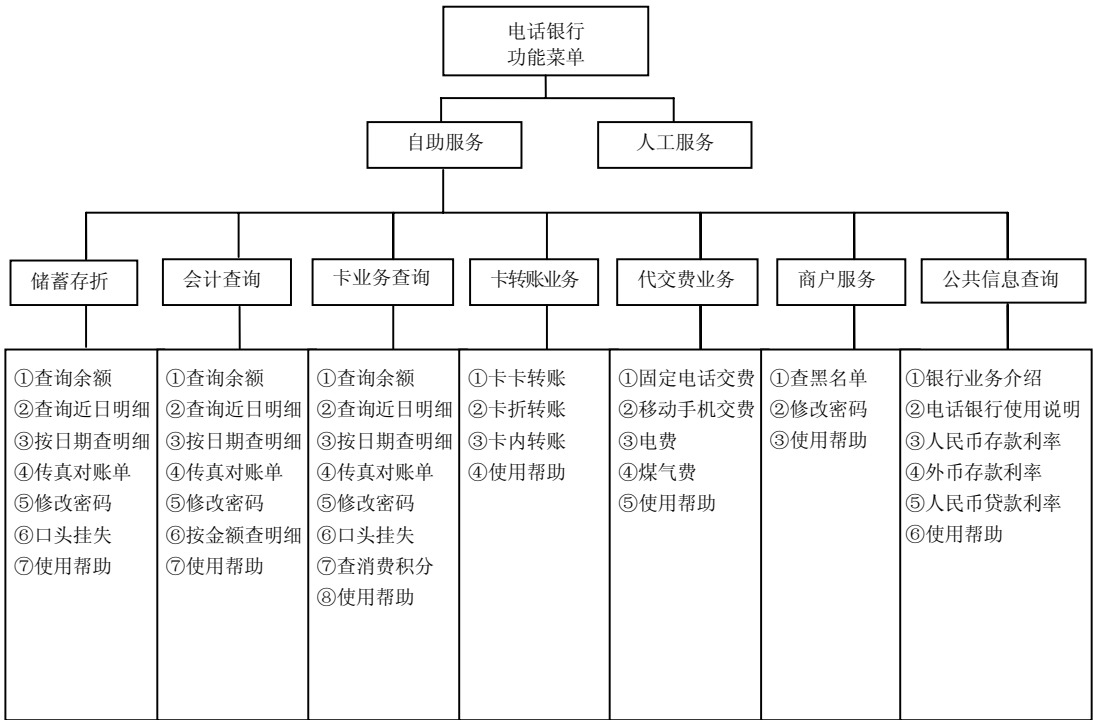 电话银行
功能菜单
自助服务
人工服务
储蓄存折
会计查询
卡业务查询
卡转账业务
代交费业务
商户服务
公共信息查询
①查询余额
②查询近日明细
③按日期查明细
④传真对账单
⑤修改密码
⑥口头挂失
⑦使用帮助
①查询余额
②查询近日明细
③按日期查明细
④传真对账单
⑤修改密码
⑥按金额查明细
⑦使用帮助
①查询余额
②查询近日明细
③按日期查明细
④传真对账单
⑤修改密码
⑥口头挂失
⑦查消费积分
⑧使用帮助
①卡卡转账
②卡折转账
③卡内转账
④使用帮助
①固定电话交费
②移动手机交费
③电费
④煤气费
⑤使用帮助
①查黑名单
②修改密码
③使用帮助
①银行业务介绍
②电话银行使用说明
③人民币存款利率
④外币存款利率
⑤人民币贷款利率
⑥使用帮助